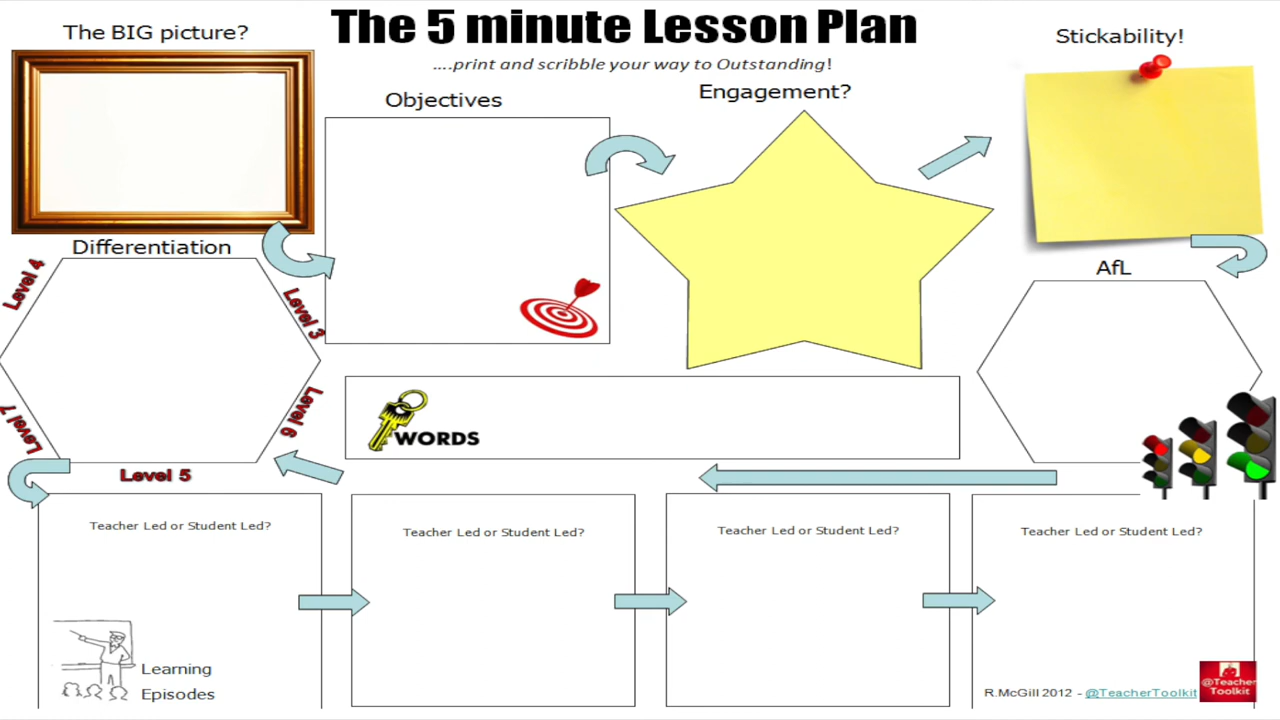 The 5 minute Lesson Plan
....print and scribble your way to Outstanding!
The BIG picture?
Objectives
Engagement?
Stickability!
AfL
WORDS
Differentiation
Level 4
Level 3
Level 6
Level 7
Level 5
Teacher Led or Student Led?
Teacher Led or Student Led?
Teacher Led or Student Led?
Teacher Led or Student Led?
Learning
Episodes
R.McGill 2012 - @TeacherToolkit
@Teacher
Toolkit